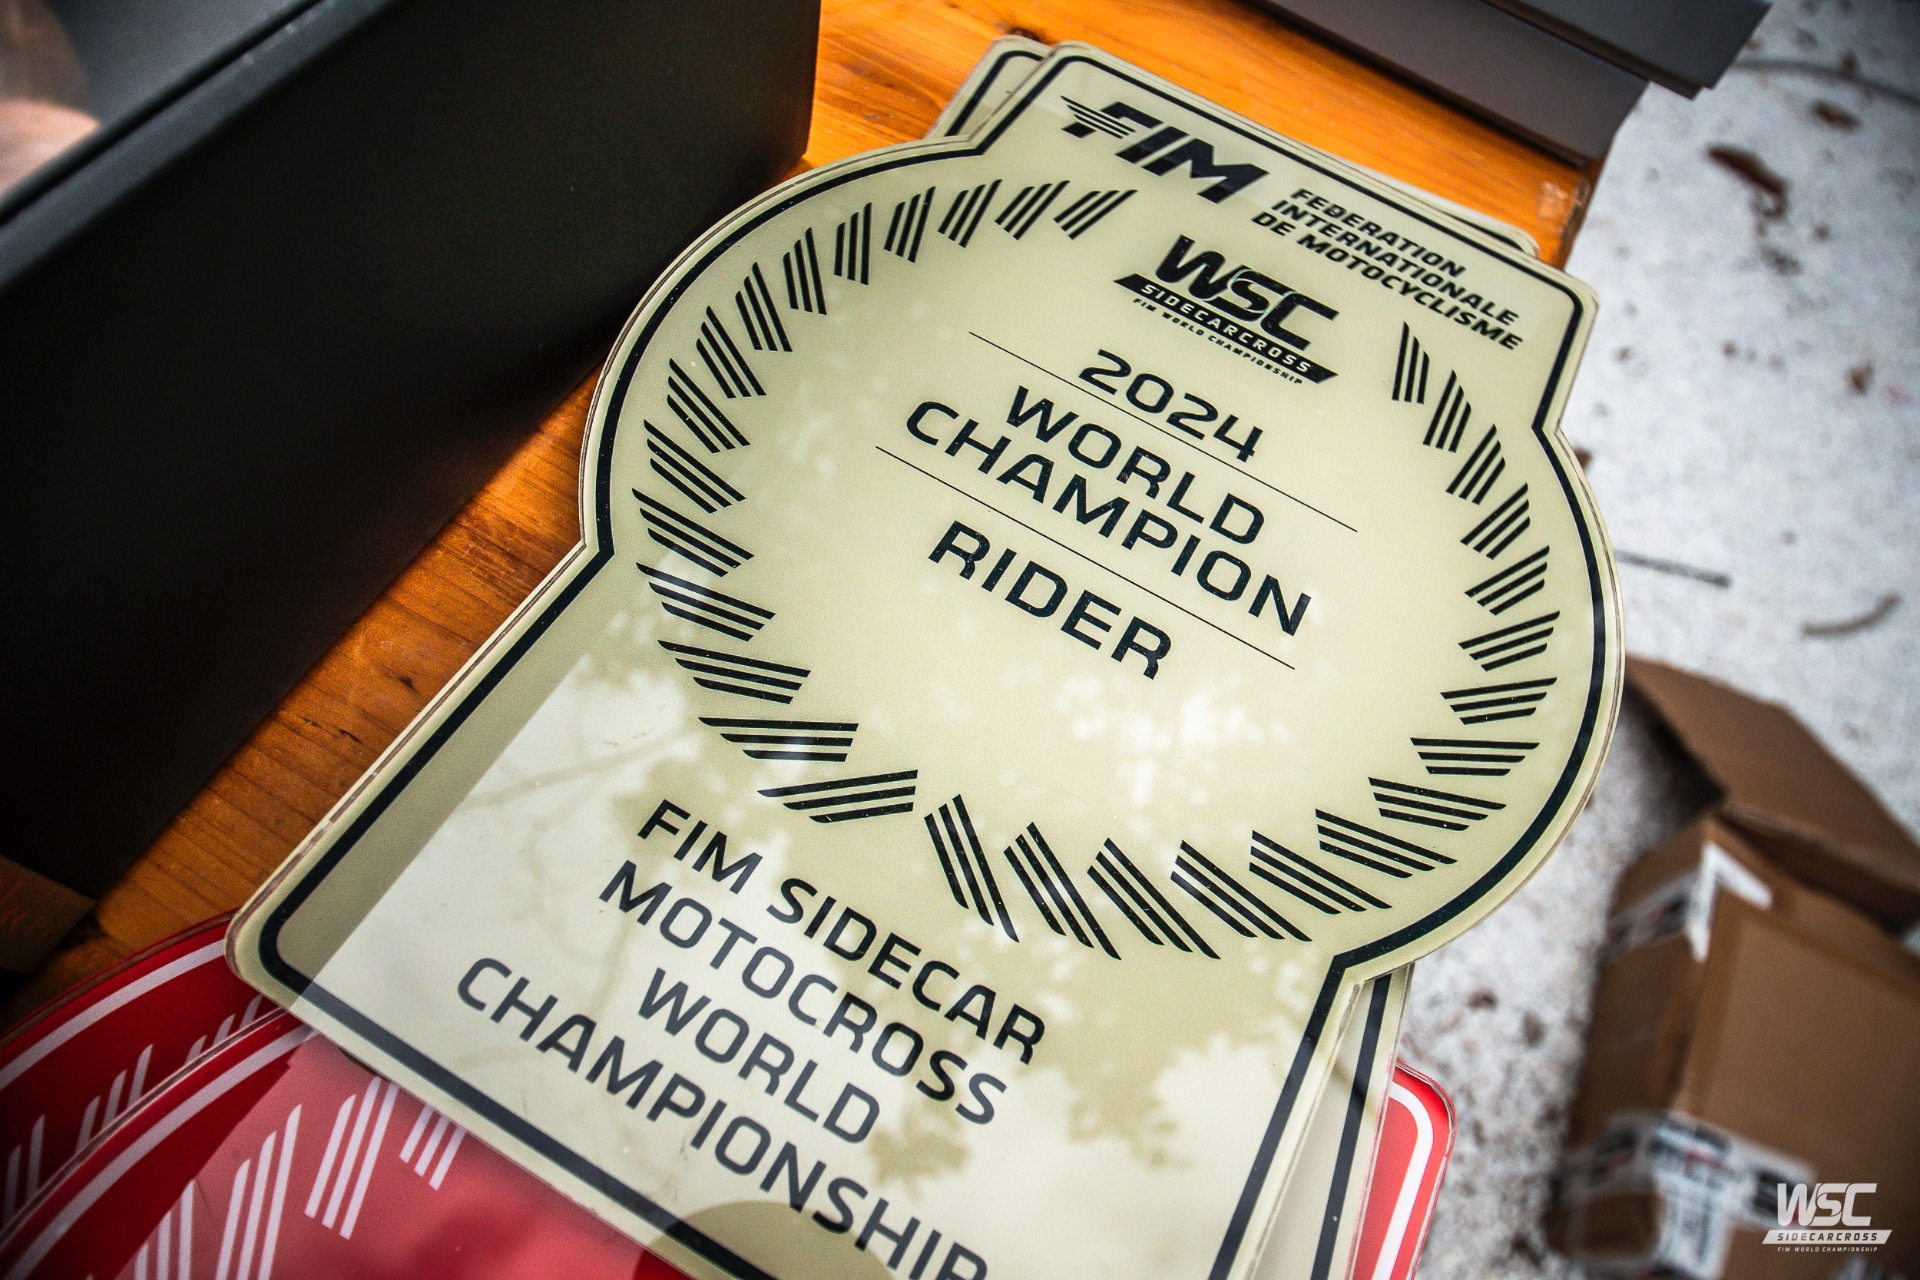 FIM
FEDERATION
INTERNATIONALE
DE MOTOCYCLISME
WSC
SIDECARCROSS
FIM WORLD CHAMPIONSHIP
2024
WORLD
CHAMPION
RIDER
FIM SIDECAR
MOTOCROSS
WORLD
CHAMPIONSHIP
WSC
SIDECARCROSS
FIM WORLD CHAMPIONSHIP